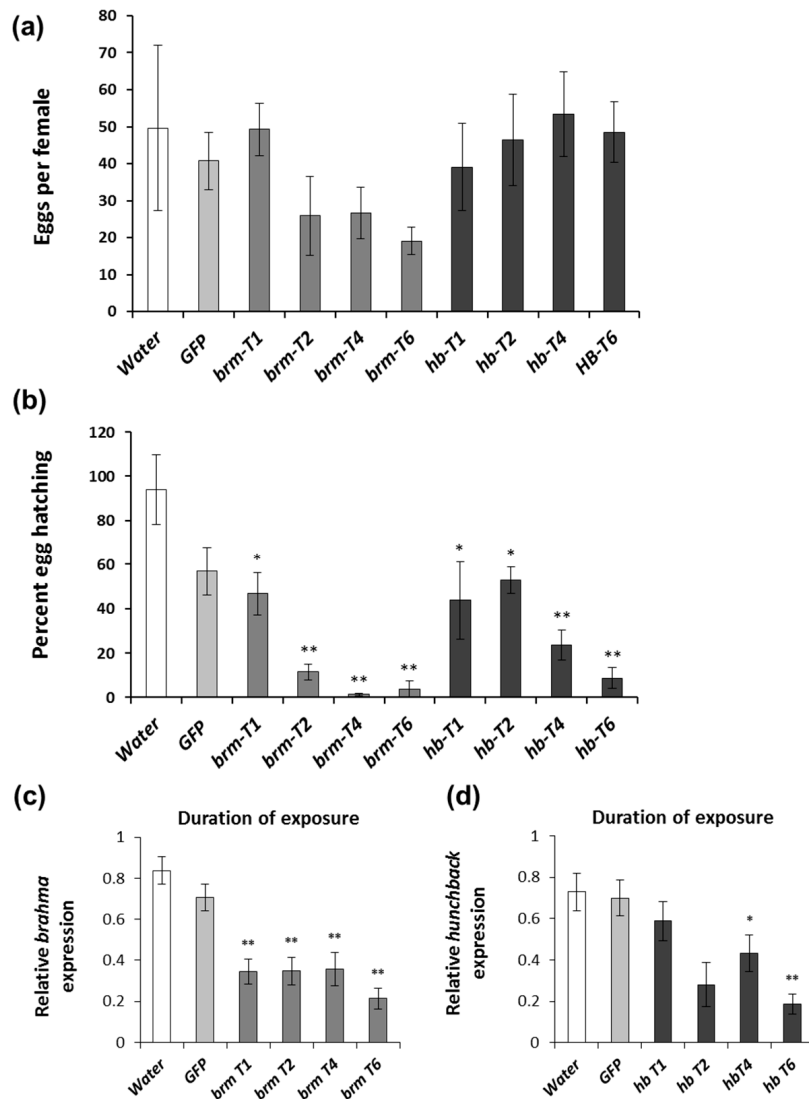 (a)
Eggs per female
80
70
60
50
40
30
20
10
0
Water GFP brm-T1 brm-T2 brm-T4 brm-T6 hb-T1 hb-T2 hb-T4 HB-T6
(b)
Percent egg hatching
120
100
80
60
40
20
0
* ** ** ** * * ** **
Water GFP brm-T1 brm-T2 brm-T4 brm-T6 hb-T1 hb-T2 hb-T4 hb-T6
(c)
Duration of exposure
Relative brahma
expression
1
0.8
0.6
0.4
0.2
0
** ** ** **
Water GFP brm T1 brm T2 brm T4 brm T6
(d)
Duration of exposure
Relative hunchback
expression
1
0.8
0.6
0.4
0.2
0
* **
Water GFP hb T1 hb T2 hbT4 hb T6